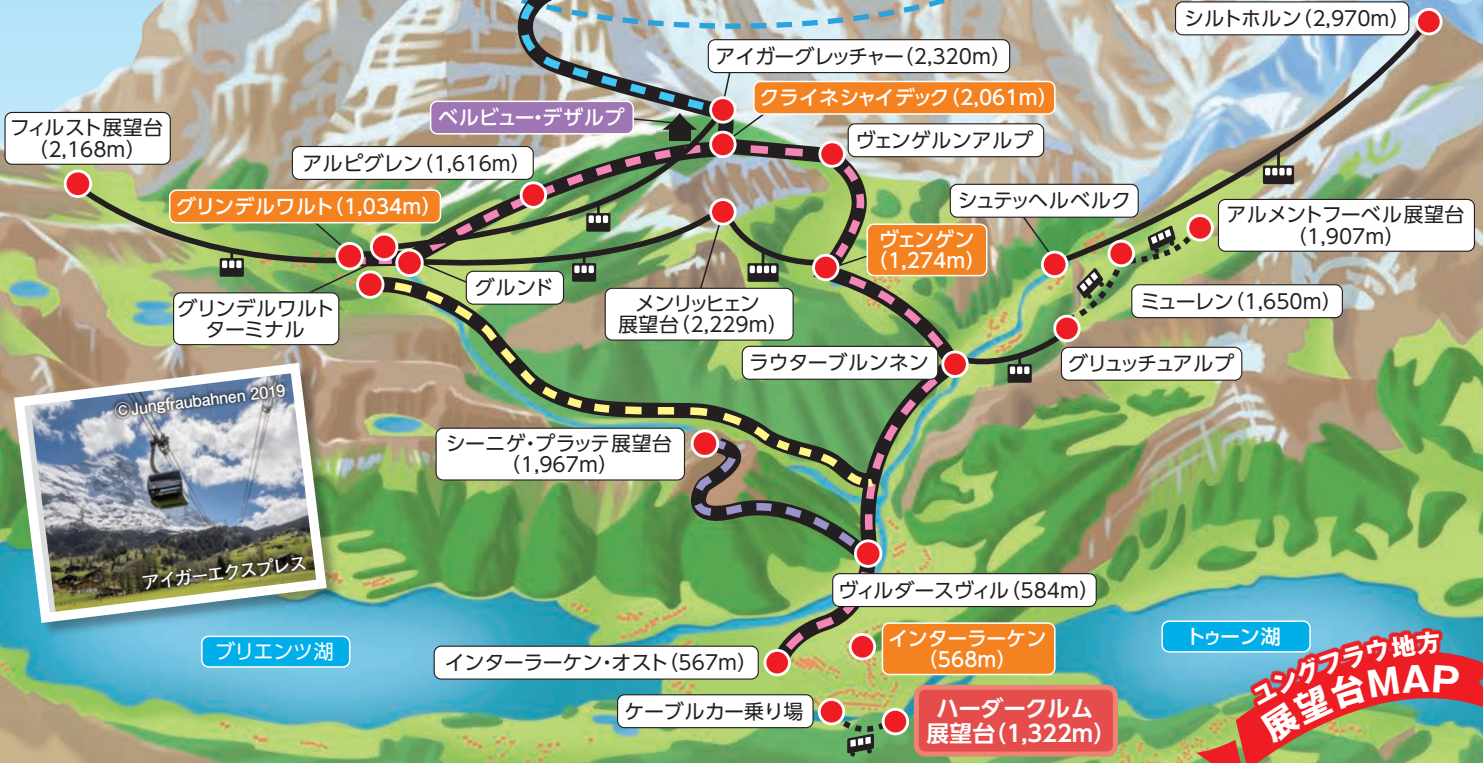 シルトホルン(2,970m)
アイガーグレッチャー(2,320m)
クライネシャイデック(2,061m)
ベルビュー・デザルプ
フィルスト展望台
(2,168m)
ヴェンゲルンアルプ
アルピグレン(1,616m)
グリンデルワルト(1,034m)
シュテッヘルベルク
アルメントフーベル展望台
(1,907m)
ヴェンゲン
(1,274m)
グルンド
グリンデルワルト
ターミナル
メンリッヒェン
展望台(2,229m)
ミューレン(1,650m)
ラウターブルンネン
グリュッチュアルプ
©Jungfraubahnen 2019
アイガーエクスプレス
シーニゲ・プラッテ展望台
(1,967m)
ヴィルダースヴィル(584m)
ブリエンツ湖
インターラーケン・オスト(567m)
インターラーケン
(568m)
トゥーン湖
ユングフラウ地方
展望台MAP
ケーブルカー乗り場
ハーダークルム
展望台(1,322m)